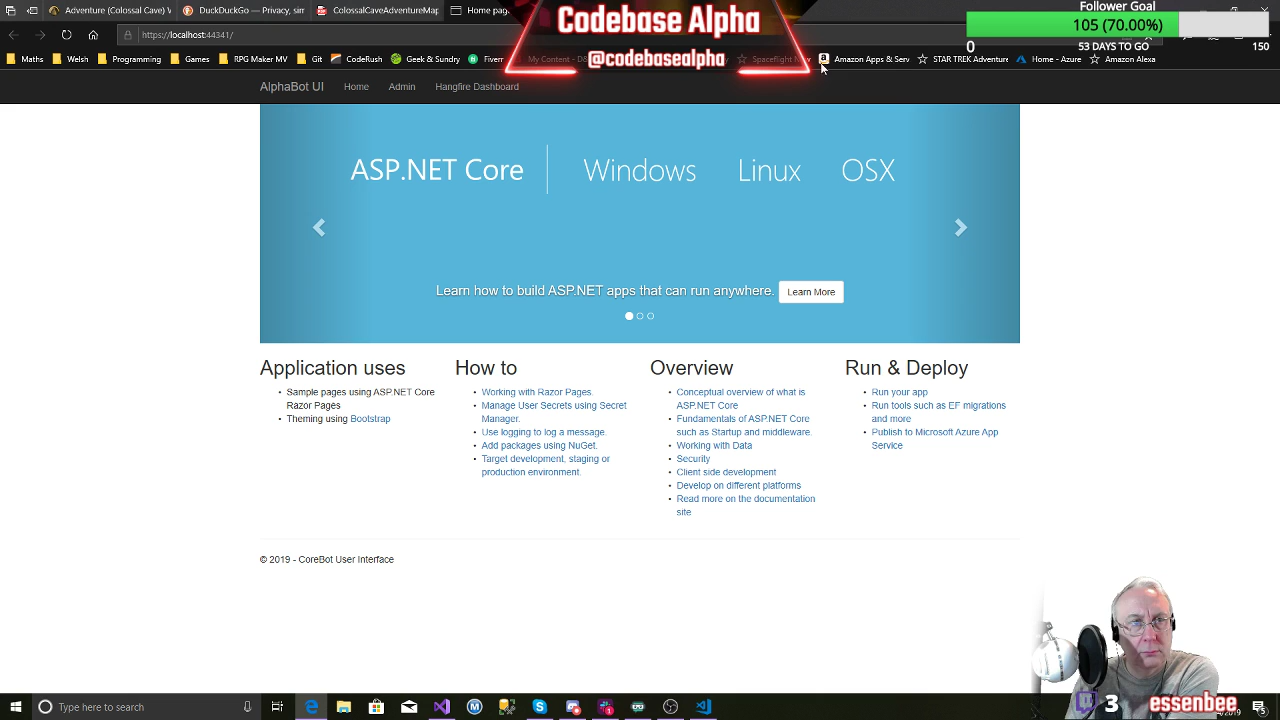 Adventure (Colossal Cave) V
DuckDuckGo — Privacy, sim
ColossalCaveAdventureMap
Home page
Codebase Alpha
@codebasealpha
Follower Goal
105 (70.00%)
0
53 DAYS TO GO
150
https://localhost:44341/
Maths
Veld
Programming
Programming
Games
RPG Maker MV
Git
CodeRush
Geek & Sundry
Fiverr
My Content - D&
Spaceflight
Amazon Apps & Serv
STAR TREK Adventure
Home - Azure
Amazon Alexa
AlphaBot UI
Home
Admin
Hangfire Dashboard
ASP.NET Core
Windows
Linux
OSX
Learn how to build ASP.NET apps that can run anywhere.
Learn More
Application uses
Sample pages using ASP.NET Core
Razor Pages
Theming using Bootstrap
How to
Working with Razor Pages.
Manage User Secrets using Secret
Manager.
Use logging to log a message.
Add packages using NuGet.
Target development, staging or
production environment.
Overview
Conceptual overview of what is
ASP.NET Core
Fundamentals of ASP.NET Core
such as Startup and middleware.
Working with Data
Security
Client side development
Develop on different platforms
Read more on the documentation
site
Run & Deploy
Run your app
Run tools such as EF migrations
and more
Publish to Microsoft Azure App
Service
© 2019 - CoreBot User Interface
Type here to search
3
essenbee